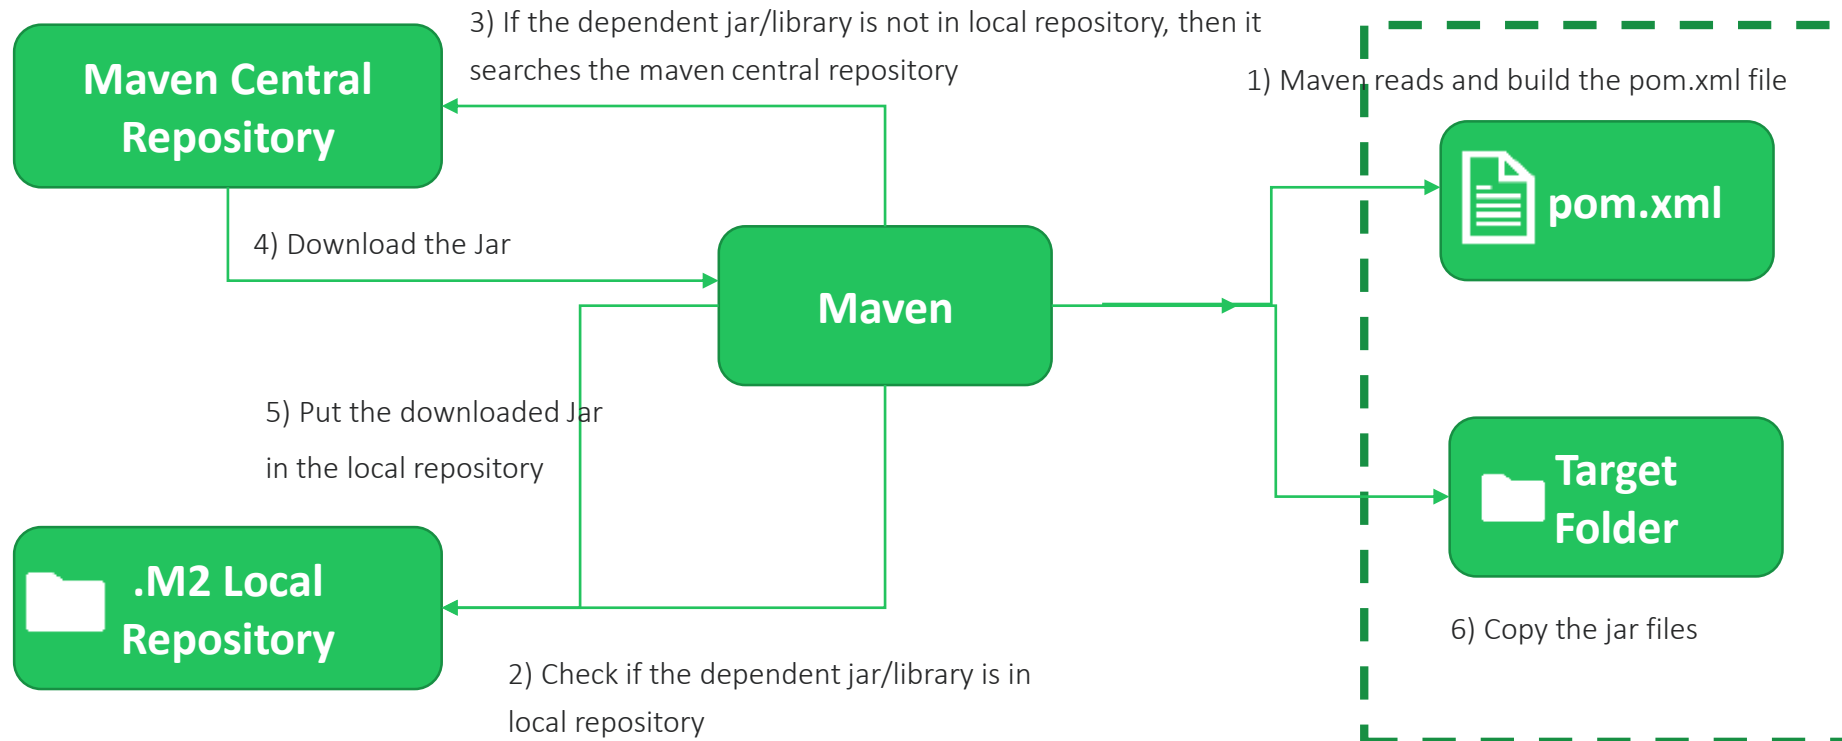 3) If the dependent jar/library is not in local repository, then it
searches the maven central repository
Maven Central
Repository
1) Maven reads and build the pom.xml file
pom.xml
4) Download the Jar
Maven
5) Put the downloaded Jar
in the local repository
Target
Folder
.M2 Local
Repository
6) Copy the jar files
2) Check if the dependent jar/library is in
local repository